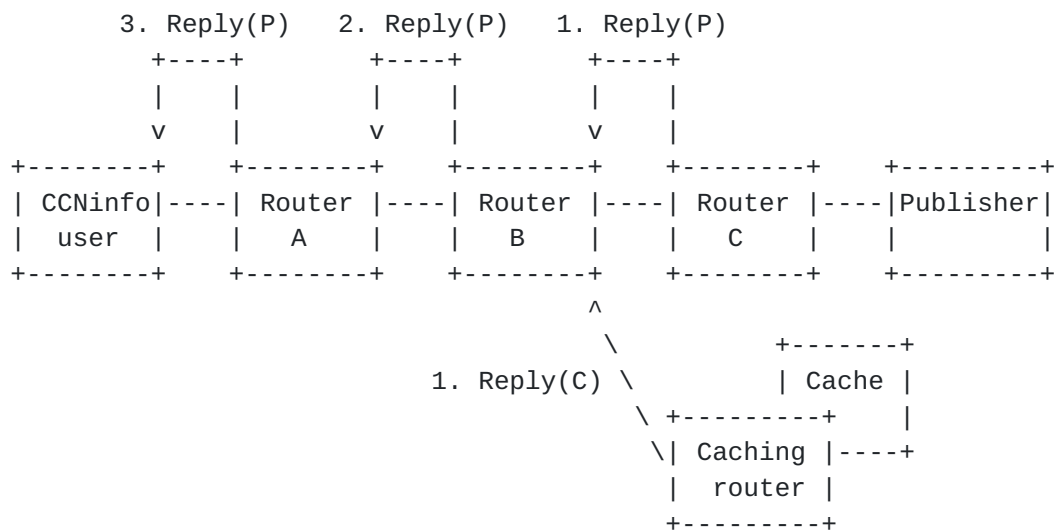 3. Reply(P)   2. Reply(P)   1. Reply(P)
CCNinfo Router Router Router Publisher
user A B C
1. Reply(C) Cache
Caching
router